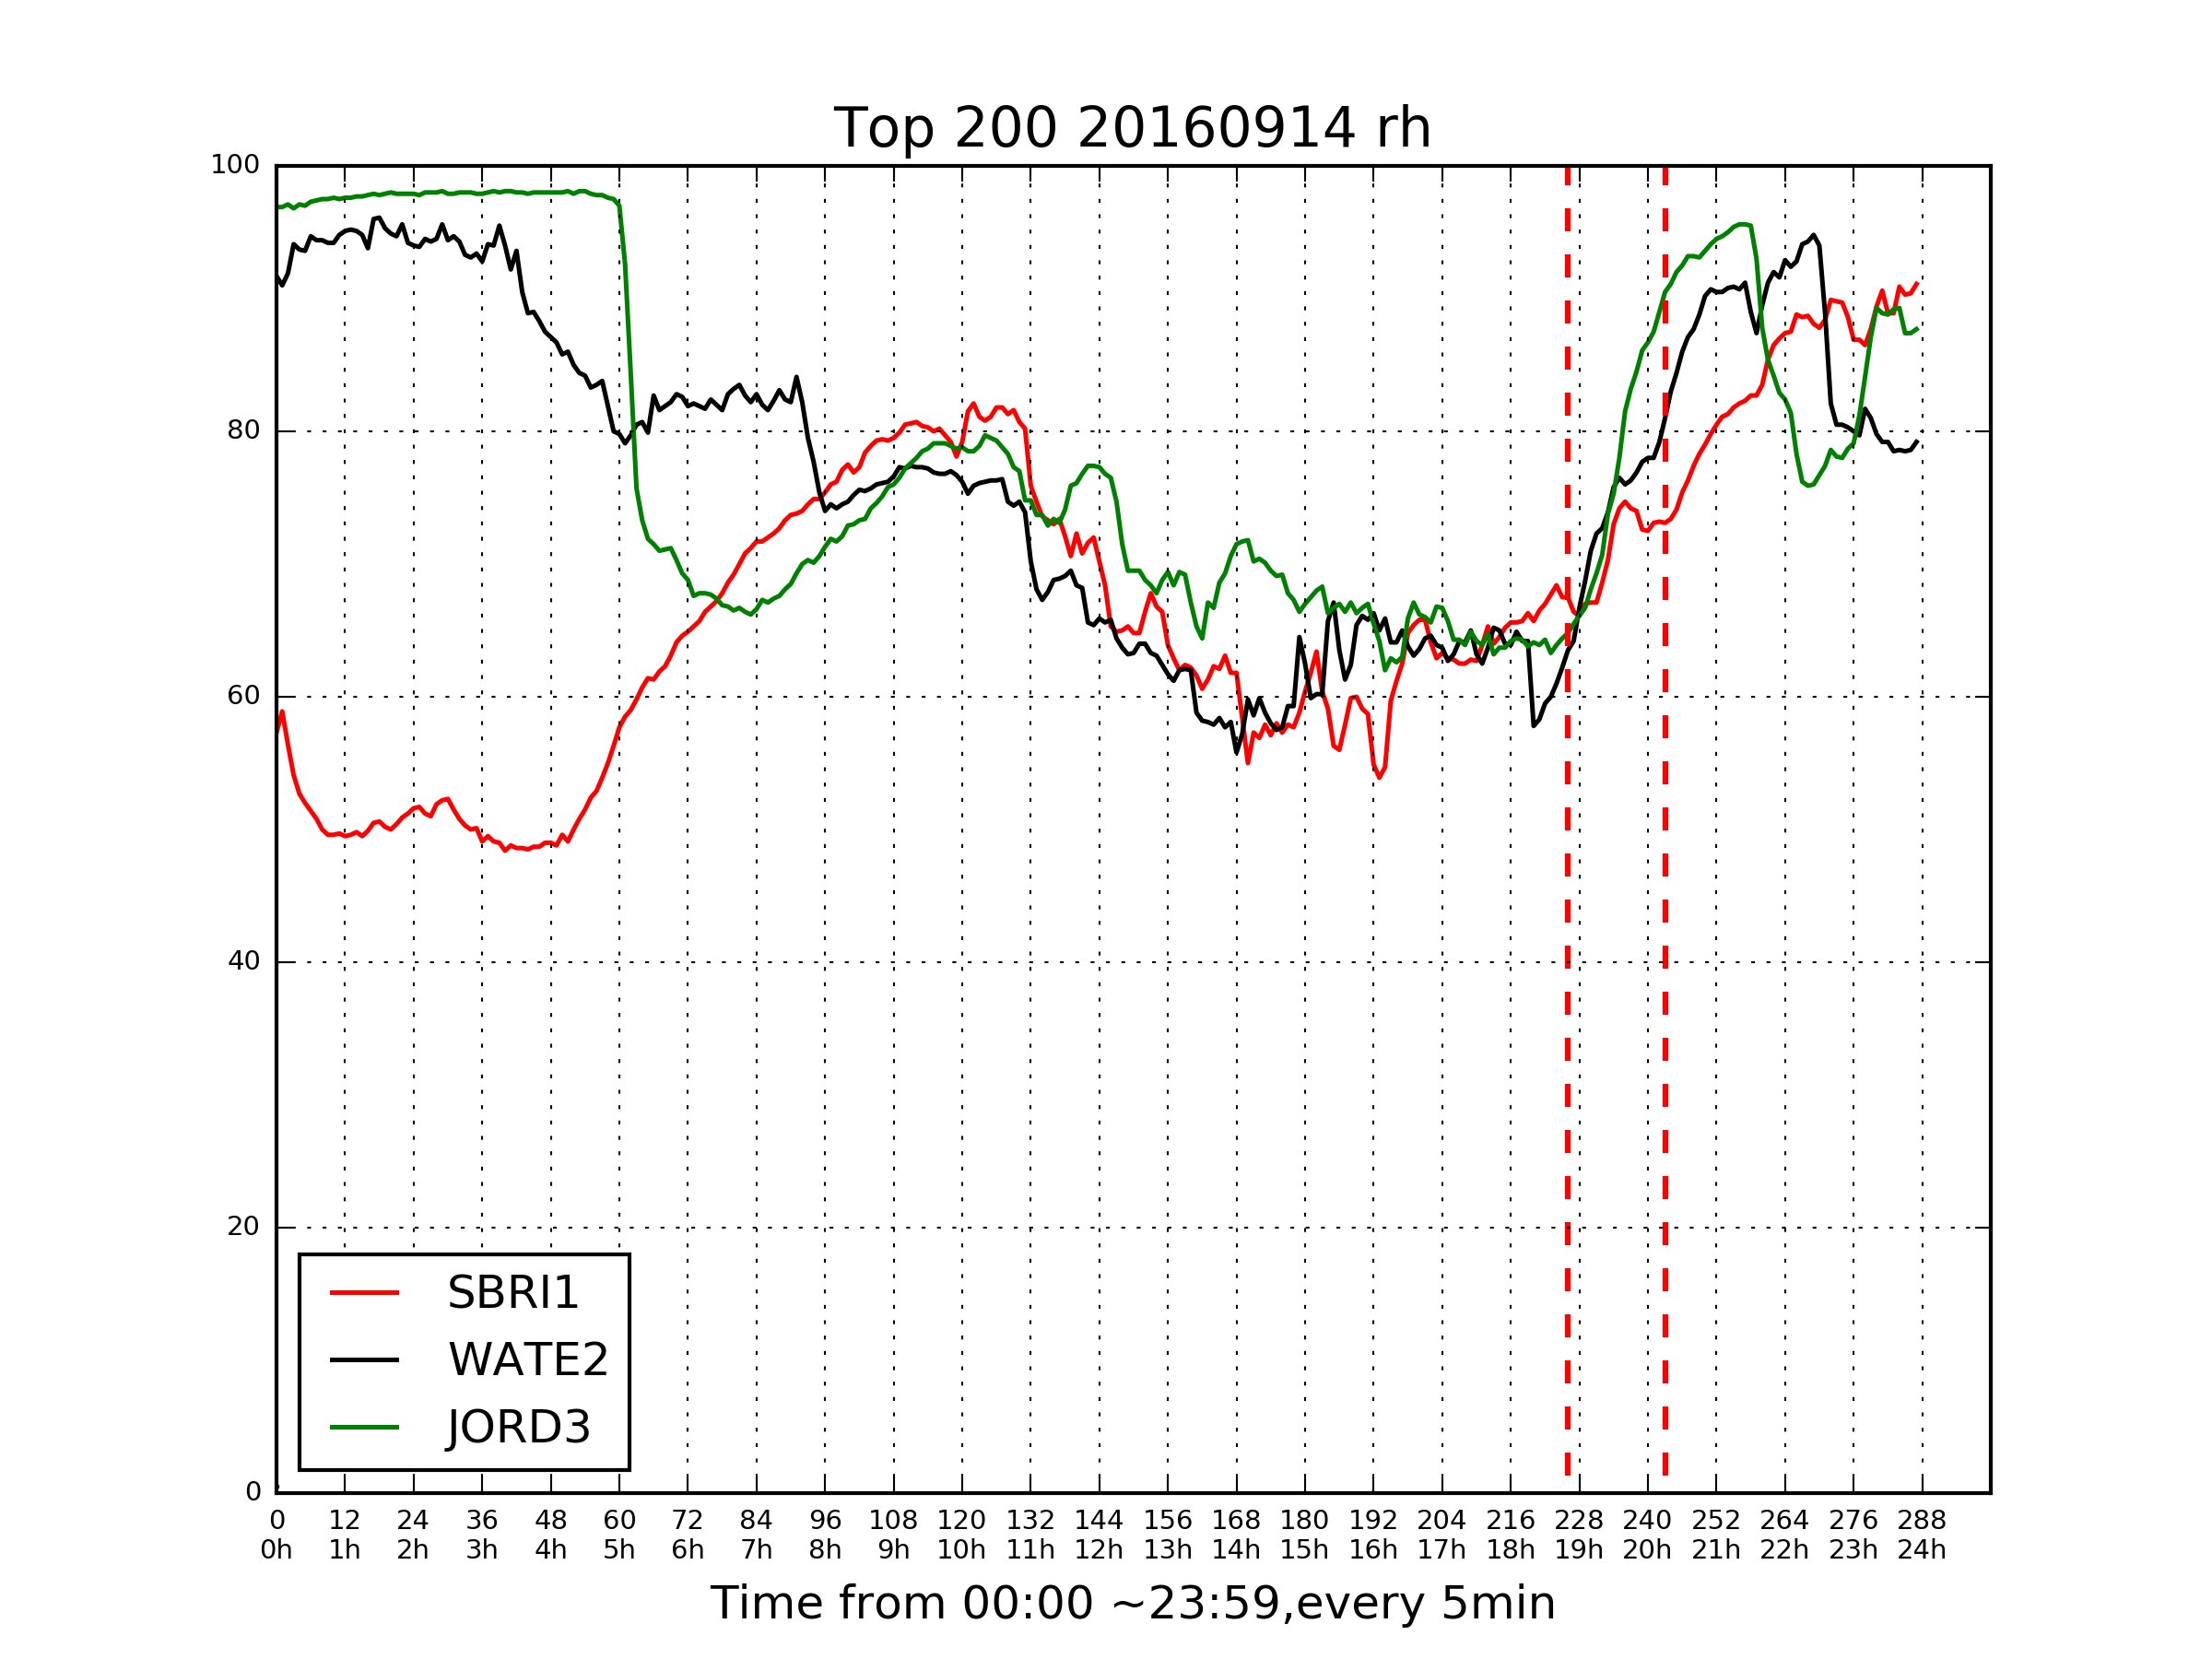 Top 200 20160914 rh
100
80
60
40
20
0
SBRI1
WATE2
JORD3
0 12 24 36 48 60 72 84 96 108 120 132 144 156 168 180 192 204 216 228 240 252 264 276 288
0h 1h 2h 3h 4h 5h 6h 7h 8h 9h 10h 11h 12h 13h 14h 15h 16h 17h 18h 19h 20h 21h 22h 23h 24h
Time from 00:00 ~23:59,every 5min